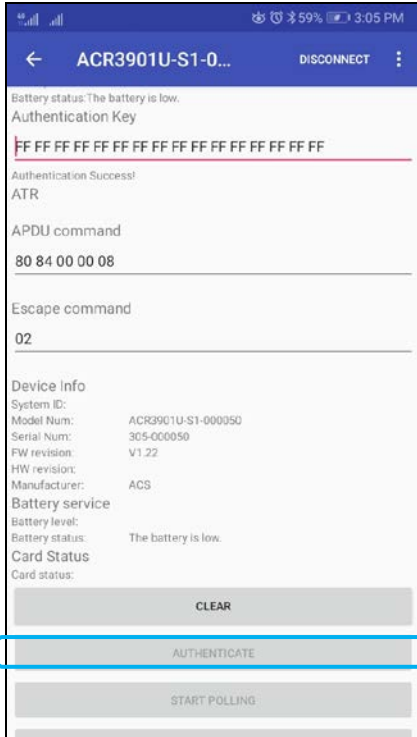 59% 3:05 PM
ACR3901U-S1-0... DISCONNECT
Battery status:The battery is low.
Authentication Key
FF FF FF FF FF FF FF FF FF FF FF FF FF FF FF FF
Authentication Success!
ATR
APDU command
80 84 00 00 08
Escape command
02
Device Info
System ID:
Model Num: ACR3901U-S1-000050
Serial Num: 305-000050
FW revision: V1.22
HW revision:
Manufacturer: ACS
Battery service
Battery level:
Battery status: The battery is low.
Card Status
Card status:
CLEAR
AUTHENTICATE
START POLLING